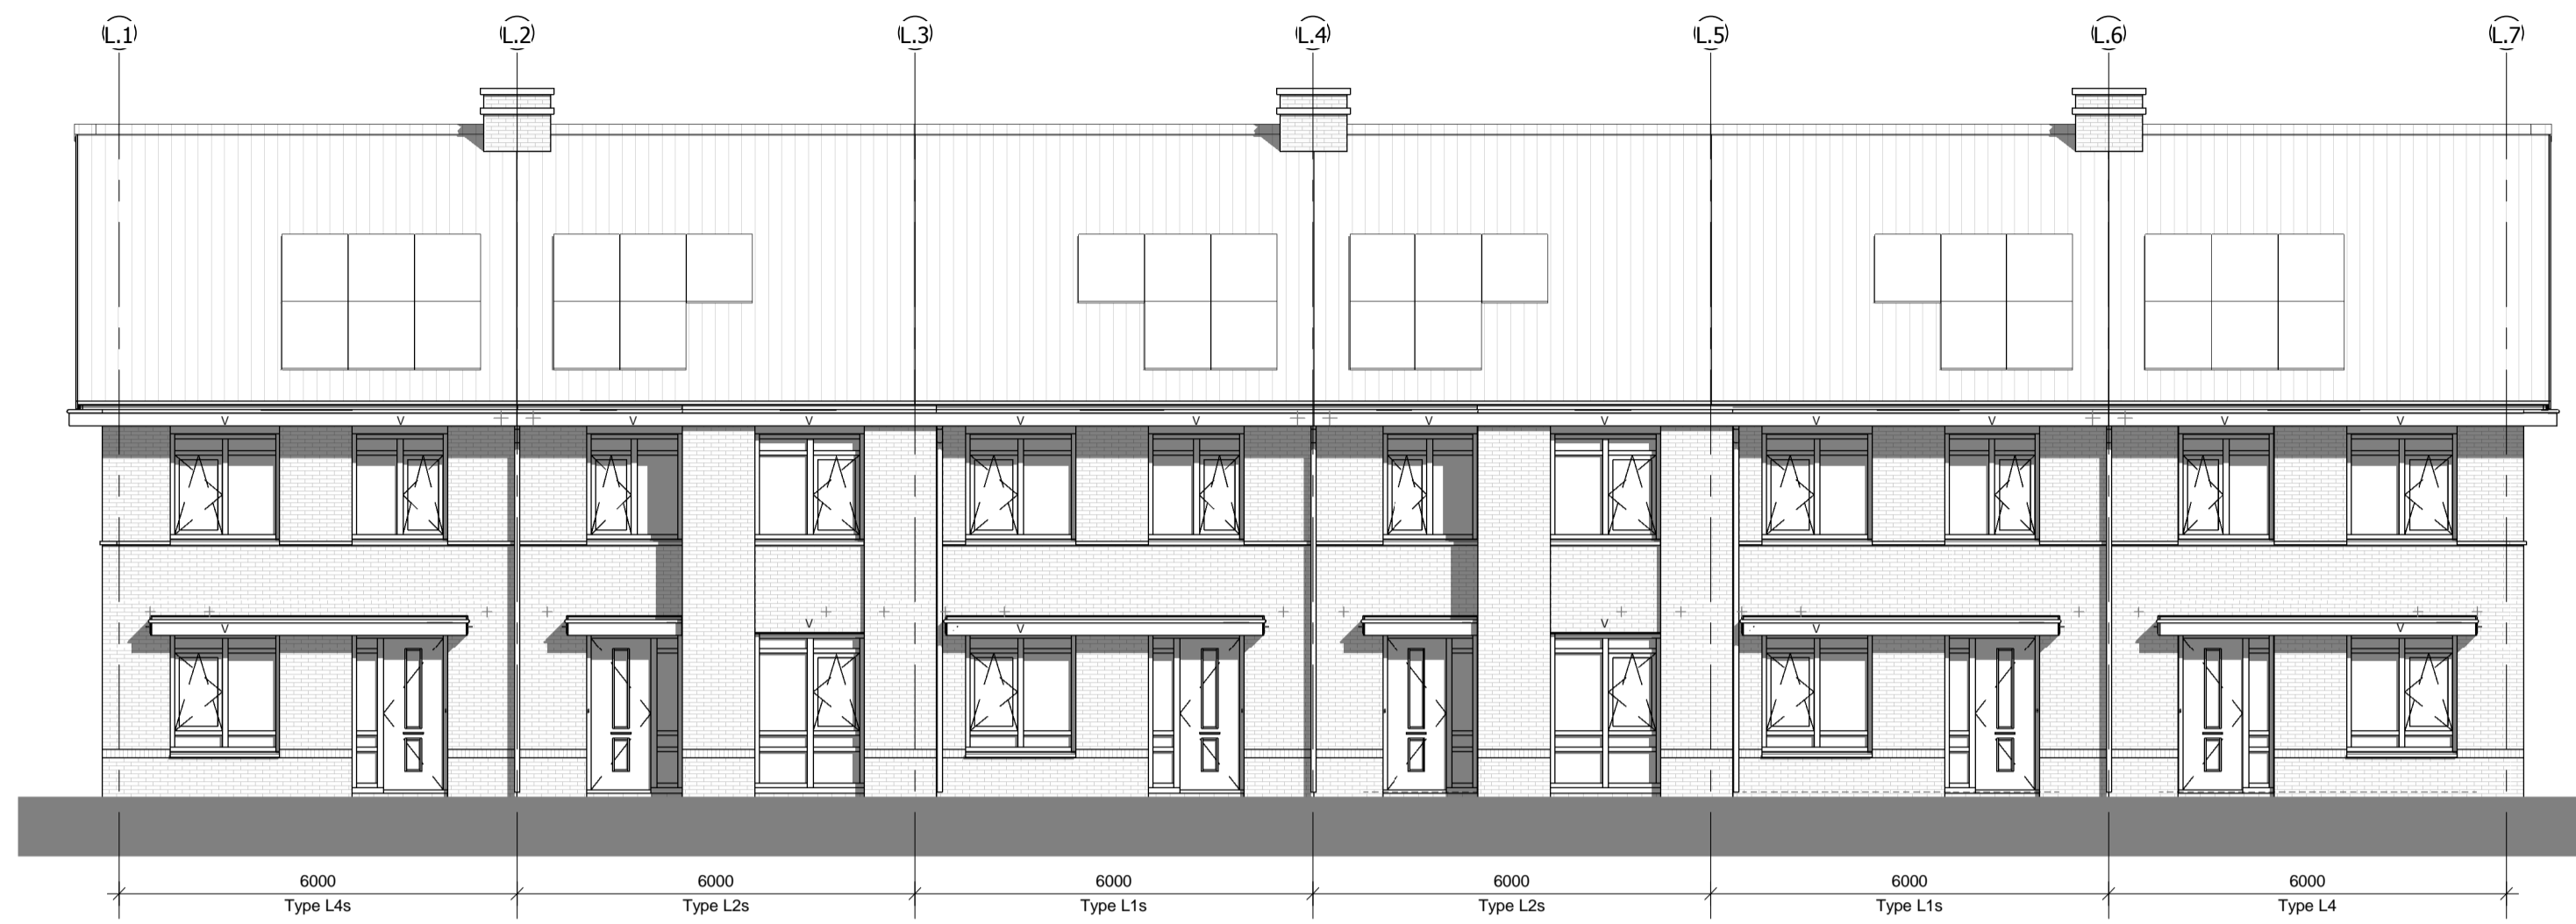 L.1 L.2 L.3 L.4 L.5 L.6 L.7
V V V V V V V V V V V V
V V V V V V
6000 6000 6000 6000 6000 6000
Type L4s Type L2s Type L1s Type L2s Type L1s Type L4